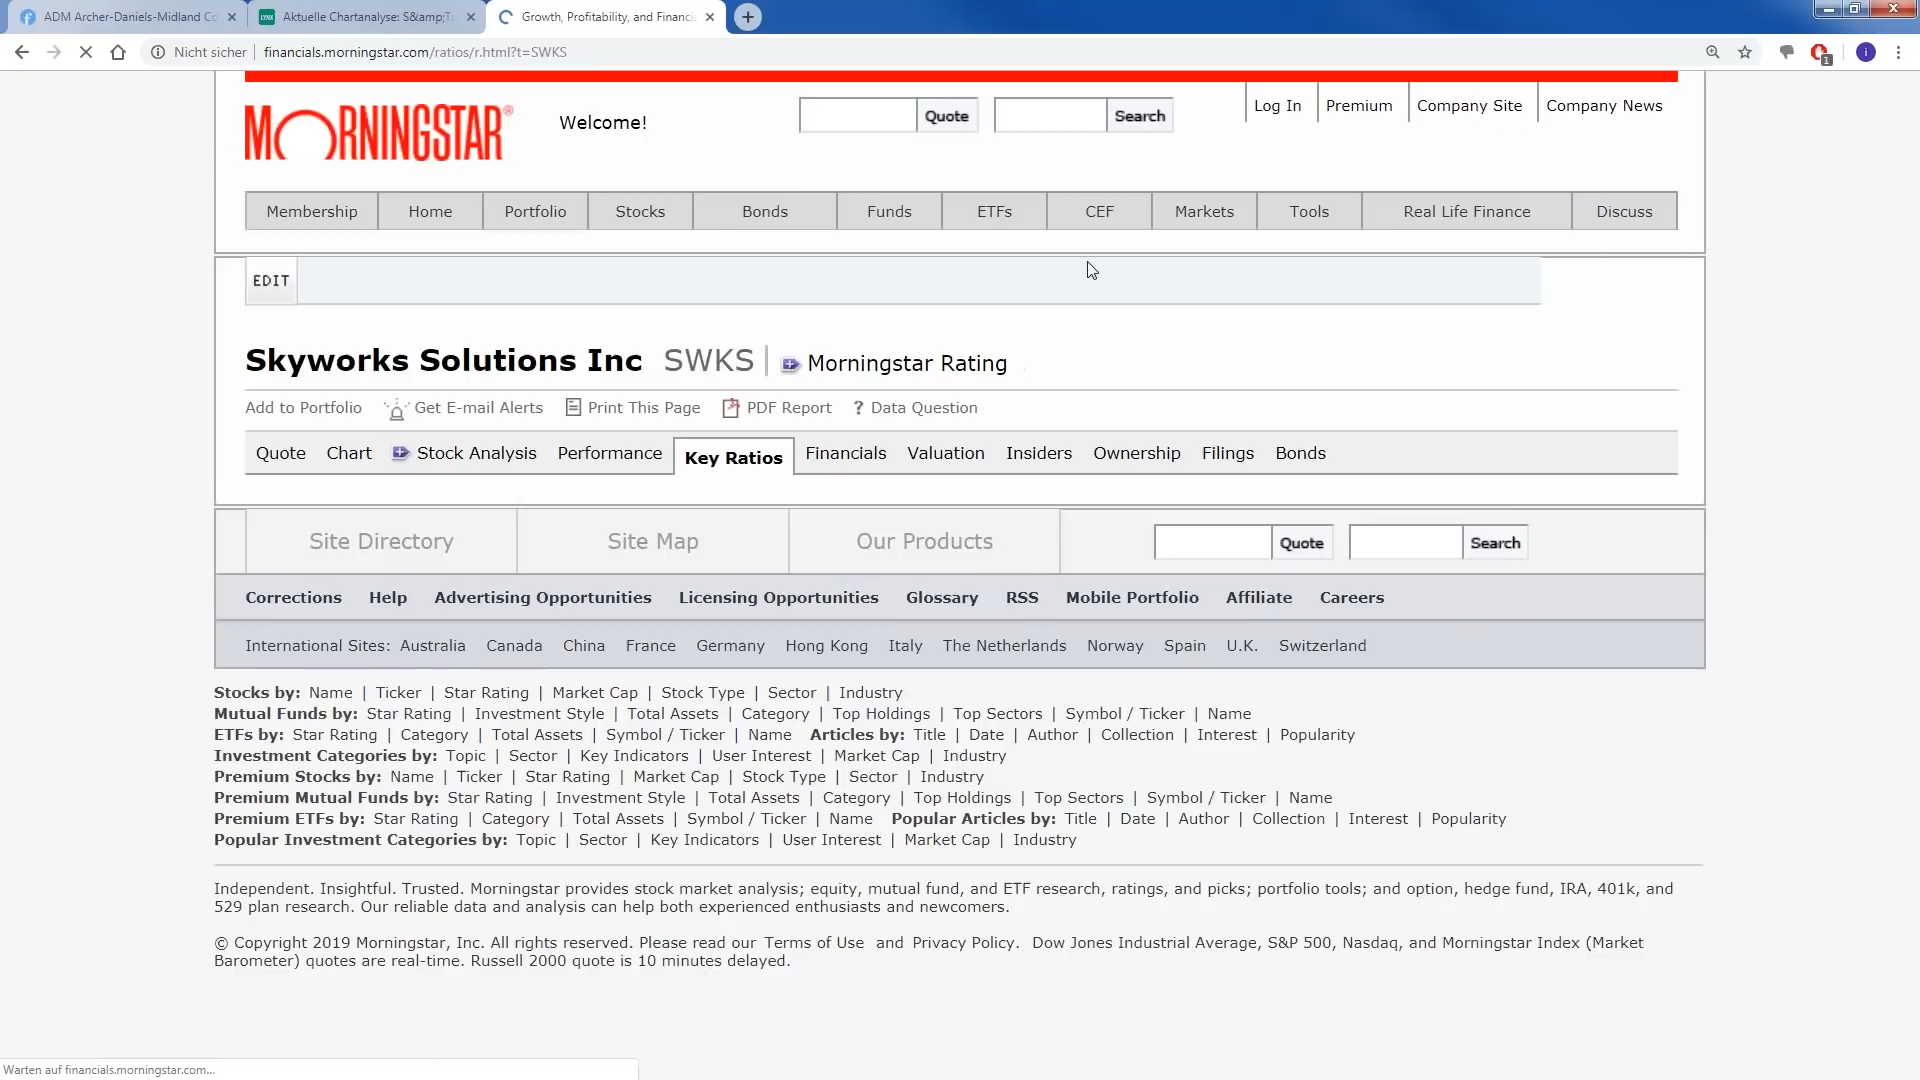 ADM Archer-Daniels-Midland Co
Aktuelle Chartanalyse: S&amp;T
Growth, Profitability, and Financia
Nicht sicher | financials.morningstar.com/ratios/r.html?t=SWKS
1
i
MORNINGSTAR®
Welcome!
Quote
Search
Log In
Premium
Company Site
Company News
Membership
Home
Portfolio
Stocks
Bonds
Funds
ETFs
CEF
Markets
Tools
Real Life Finance
Discuss
EDIT
Skyworks Solutions Inc SWKS
Morningstar Rating
Add to Portfolio
Get E-mail Alerts
Print This Page
PDF Report
? Data Question
Quote
Chart
Stock Analysis
Performance
Key Ratios
Financials
Valuation
Insiders
Ownership
Filings
Bonds
Site Directory
Site Map
Our Products
Quote
Search
Corrections Help Advertising Opportunities Licensing Opportunities Glossary RSS Mobile Portfolio Affiliate Careers
International Sites: Australia Canada China France Germany Hong Kong Italy The Netherlands Norway Spain U.K. Switzerland
Stocks by: Name | Ticker | Star Rating | Market Cap | Stock Type | Sector | Industry
Mutual Funds by: Star Rating | Investment Style | Total Assets | Category | Top Holdings | Top Sectors | Symbol / Ticker | Name
ETFs by: Star Rating | Category | Total Assets | Symbol / Ticker | Name Articles by: Title | Date | Author | Collection | Interest | Popularity
Investment Categories by: Topic | Sector | Key Indicators | User Interest | Market Cap | Industry
Premium Stocks by: Name | Ticker | Star Rating | Market Cap | Stock Type | Sector | Industry
Premium Mutual Funds by: Star Rating | Investment Style | Total Assets | Category | Top Holdings | Top Sectors | Symbol / Ticker | Name
Premium ETFs by: Star Rating | Category | Total Assets | Symbol / Ticker | Name Popular Articles by: Title | Date | Author | Collection | Interest | Popularity
Popular Investment Categories by: Topic | Sector | Key Indicators | User Interest | Market Cap | Industry
Independent. Insightful. Trusted. Morningstar provides stock market analysis; equity, mutual fund, and ETF research, ratings, and picks; portfolio tools; and option, hedge fund, IRA, 401k, and
529 plan research. Our reliable data and analysis can help both experienced enthusiasts and newcomers.
© Copyright 2019 Morningstar, Inc. All rights reserved. Please read our Terms of Use and Privacy Policy. Dow Jones Industrial Average, S&P 500, Nasdaq, and Morningstar Index (Market
Barometer) quotes are real-time. Russell 2000 quote is 10 minutes delayed.
Warten auf financials.morningstar.com...